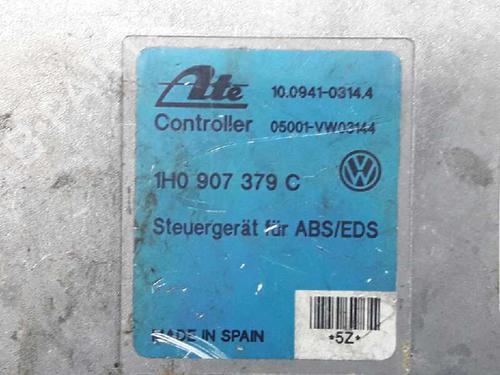 Ate
10.0941-0314.4
Controller
05001-VW03144
1H0 907 379 C
Steuergerät für ABS/EDS
*5Z*
MADE IN SPAIN